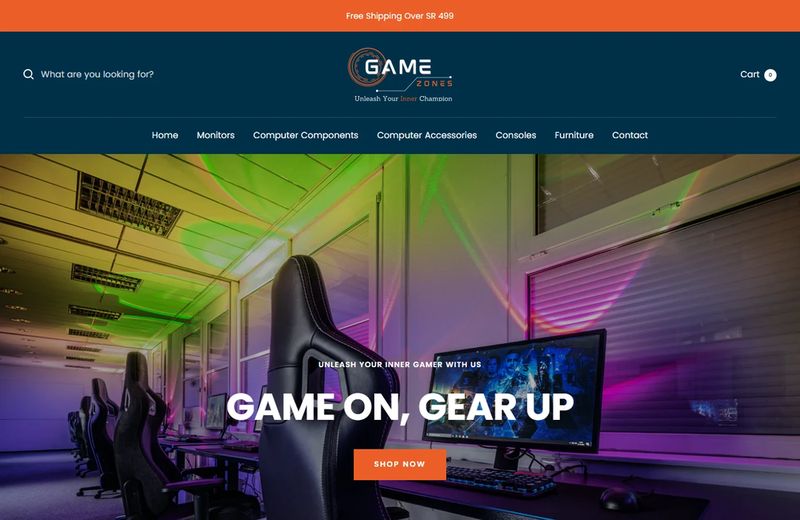 Free Shipping Over SR 499
What are you looking for?
GAME
ZONES
Unleash Your Inner Champion
Cart 0
Home Monitors Computer Components Computer Accessories Consoles Furniture Contact
UNLEASH YOUR INNER GAMER WITH US
GAME ON, GEAR UP
SHOP NOW